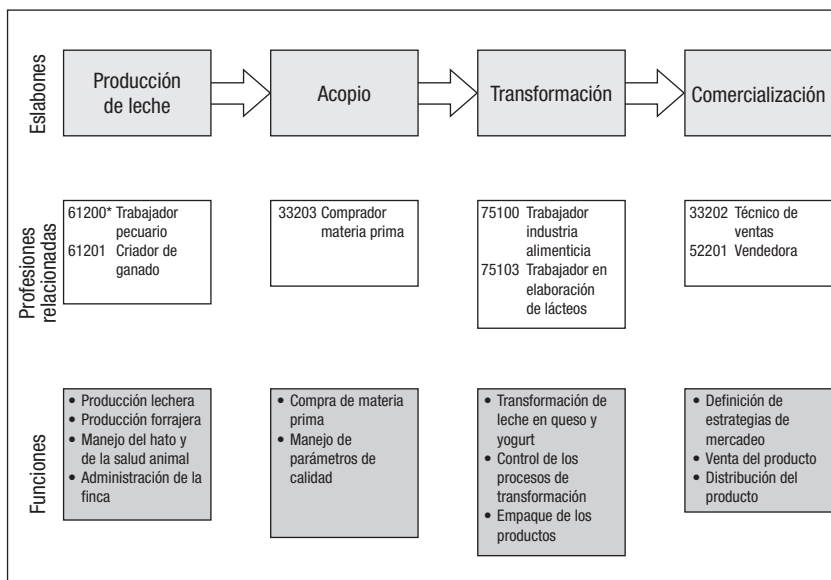 Eslabones
Producción
de leche
Acopio
Transformación
Comercialización
Profesiones
relacionadas
61200* Trabajador
pecuario
61201 Criador de
ganado
33203 Comprador
materia prima
75100 Trabajador
industria
alimenticia
75103 Trabajador en
elaboración
de lácteos
33202 Técnico de
ventas
52201 Vendedora
Funciones
• Producción lechera
• Producción forrajera
• Manejo del hato y
de la salud animal
• Administración de la
finca
• Compra de materia
prima
• Manejo de
parámetros de
calidad
• Transformación de
leche en queso y
yogurt
• Control de los
procesos de
transformación
• Empaque de los
productos
• Definición de
estrategias de
mercadeo
• Venta del producto
• Distribución del
producto